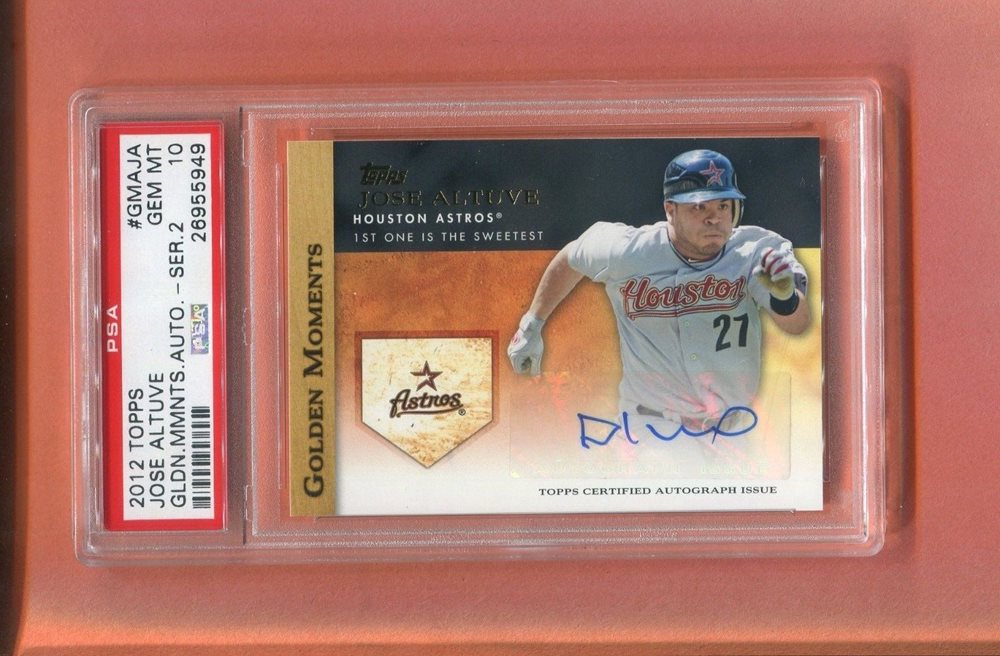 2012 TOPPS
JOSE ALTUVE
GLDN.MMNTS.AUTO. – SER.2
#GMAJA
GEM MT
10
26955949
PSA
PSA
GOLDEN MOMENTS
Topps
JOSE ALTUVE
HOUSTON ASTROS®
1ST ONE IS THE SWEETEST
Astros®
Houston
27
TOPPS CERTIFIED AUTOGRAPH ISSUE